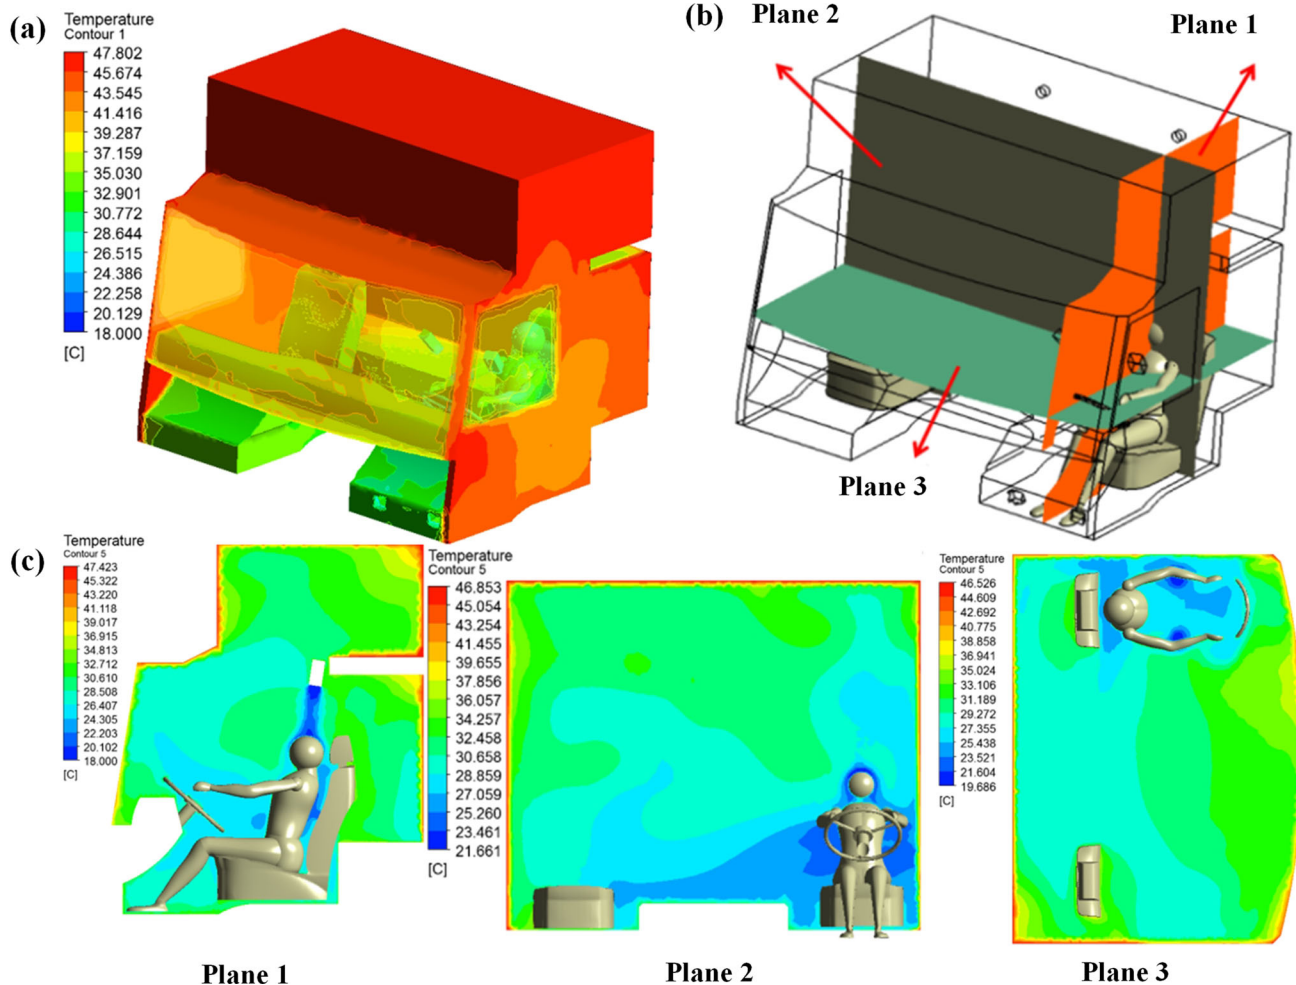 (a)
Temperature
Contour 1
47.802
45.674
43.545
41.416
39.287
37.159
35.030
32.901
30.772
28.644
26.515
24.386
22.258
20.129
18.000
[C]
(b)
Plane 2
Plane 1
Plane 3
(c)
Temperature
Contour 5
47.423
45.322
43.220
41.118
39.017
36.915
34.813
32.712
30.610
28.508
26.407
24.305
22.203
20.102
18.000
[C]
Plane 1
Temperature
Contour 5
46.853
45.054
43.254
41.455
39.655
37.856
36.057
34.257
32.458
30.658
28.859
27.059
25.260
23.461
21.661
[C]
Plane 2
Temperature
Contour 5
46.526
44.609
42.692
40.775
38.858
36.941
35.024
33.106
31.189
29.272
27.355
25.438
23.521
21.604
19.686
[C]
Plane 3